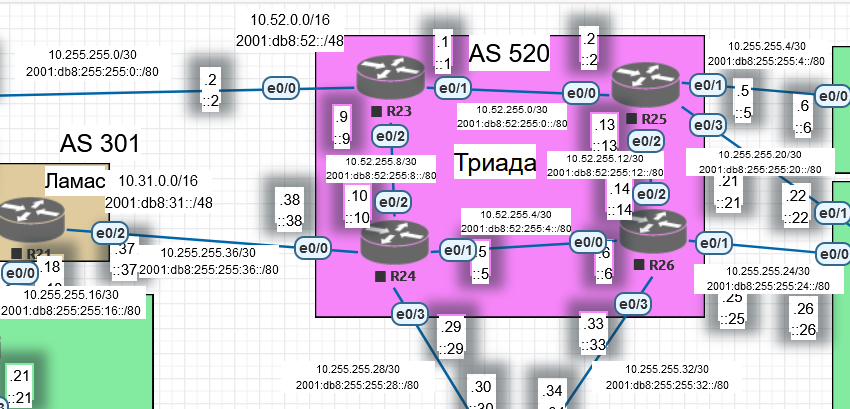 10.52.0.0/16
2001:db8:52::/48
10.255.255.0/30
2001:db8:255:255:0::/80
.2
::2
e0/0
R23
.1
::1
e0/1
AS 520
.2
::2
e0/0
R25
10.52.255.0/30
2001:db8:52:255:0::/80
10.255.255.4/30
2001:db8:255:255:4::/80
e0/1
.5
::5
.6
::6
e0/0
e0/3
.9
::9
e0/2
.13
::13
e0/2
AS 301
Ламас
10.31.0.0/16
2001:db8:31::/48
Триада
10.52.255.8/30
2001:db8:52:255:8::/80
10.52.255.12/30
2001:db8:52:255:12::/80
10.255.255.20/30
2001:db8:255:255:20::/80
.21
::21
.22
::22
e0/1
.10
::10
e0/2
.14
::14
e0/2
.38
::38
R21
e0/2
.37
::37
10.255.255.36/30
2001:db8:255:255:36::/80
e0/0
R24
e0/1
.5
::5
10.52.255.4/30
2001:db8:52:255:4::/80
e0/0
.6
::6
R26
e0/1
e0/0
10.255.255.24/30
2001:db8:255:255:24::/80
.25
::25
.26
::26
e0/0
.18
10.255.255.16/30
2001:db8:255:255:16::/80
e0/3
.29
::29
e0/3
.33
::33
10.255.255.28/30
2001:db8:255:255:28::/80
.30
::30
10.255.255.32/30
2001:db8:255:255:32::/80
.34
.21
::21
e0/3